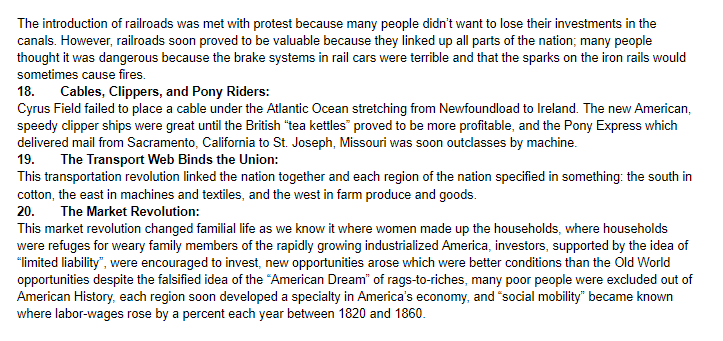 The introduction of railroads was met with protest because many people didn't want to lose their investments in the
canals. However, railroads soon proved to be valuable because they linked up all parts of the nation; many people
thought it was dangerous because the brake systems in rail cars were terrible and that the sparks on the iron rails would
sometimes cause fires.
18. Cables, Clippers, and Pony Riders:
Cyrus Field failed to place a cable under the Atlantic Ocean stretching from Newfoundload to Ireland. The new American,
speedy clipper ships were great until the British "tea kettles" proved to be more profitable, and the Pony Express which
delivered mail from Sacramento, California to St. Joseph, Missouri was soon outclasses by machine.
19. The Transport Web Binds the Union:
This transportation revolution linked the nation together and each region of the nation specified in something: the south in
cotton, the east in machines and textiles, and the west in farm produce and goods.
20. The Market Revolution:
This market revolution changed familial life as we know it where women made up the households, where households
were refuges for weary family members of the rapidly growing industrialized America, investors, supported by the idea of
"limited liability", were encouraged to invest, new opportunities arose which were better conditions than the Old World
opportunities despite the falsified idea of the "American Dream" of rags-to-riches, many poor people were excluded out of
American History, each region soon developed a specialty in America's economy, and "social mobility" became known
where labor-wages rose by a percent each year between 1820 and 1860.